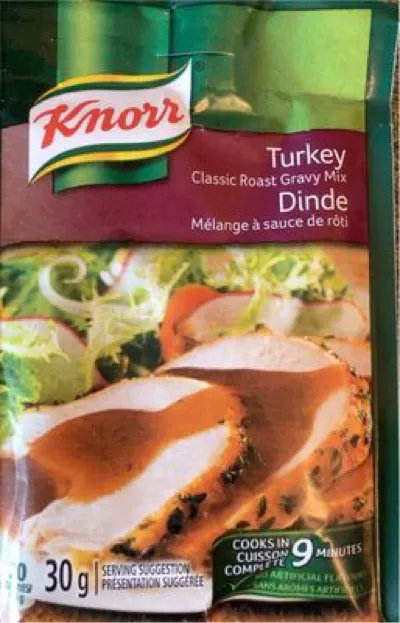 Knorr
®
Turkey
Classic Roast Gravy Mix
Dinde
Mélange à sauce de rôti
30 g
SERVING SUGGESTION
PRÉSENTATION SUGGÉRÉE
COOKS IN
CUISSON
COMPLÈTE
9 MINUTES
NO ARTIFICIAL
SANS ARÔMES ARTIFICIELS